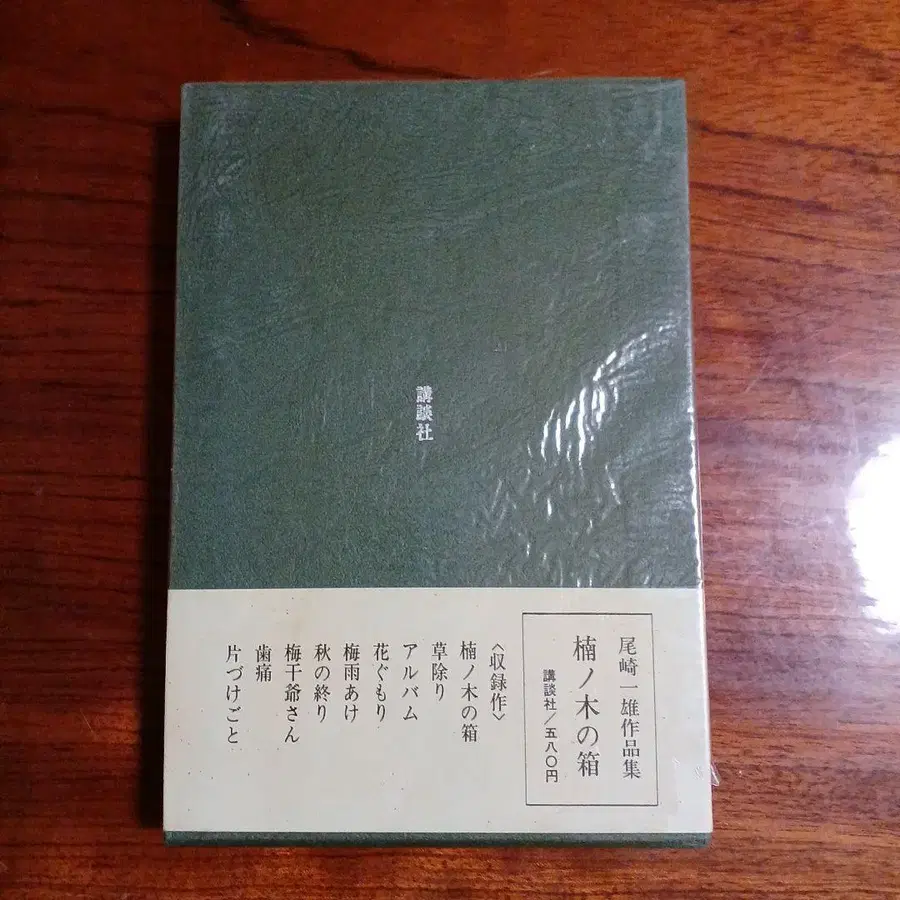 講談社
尾崎一雄作品集
楠ノ木の箱
講談社／五八〇円
〈収録作〉
楠ノ木の箱
草除り
アルバム
花ぐもり
梅雨あけ
秋の終り
梅干爺さん
歯痛
片づけごと